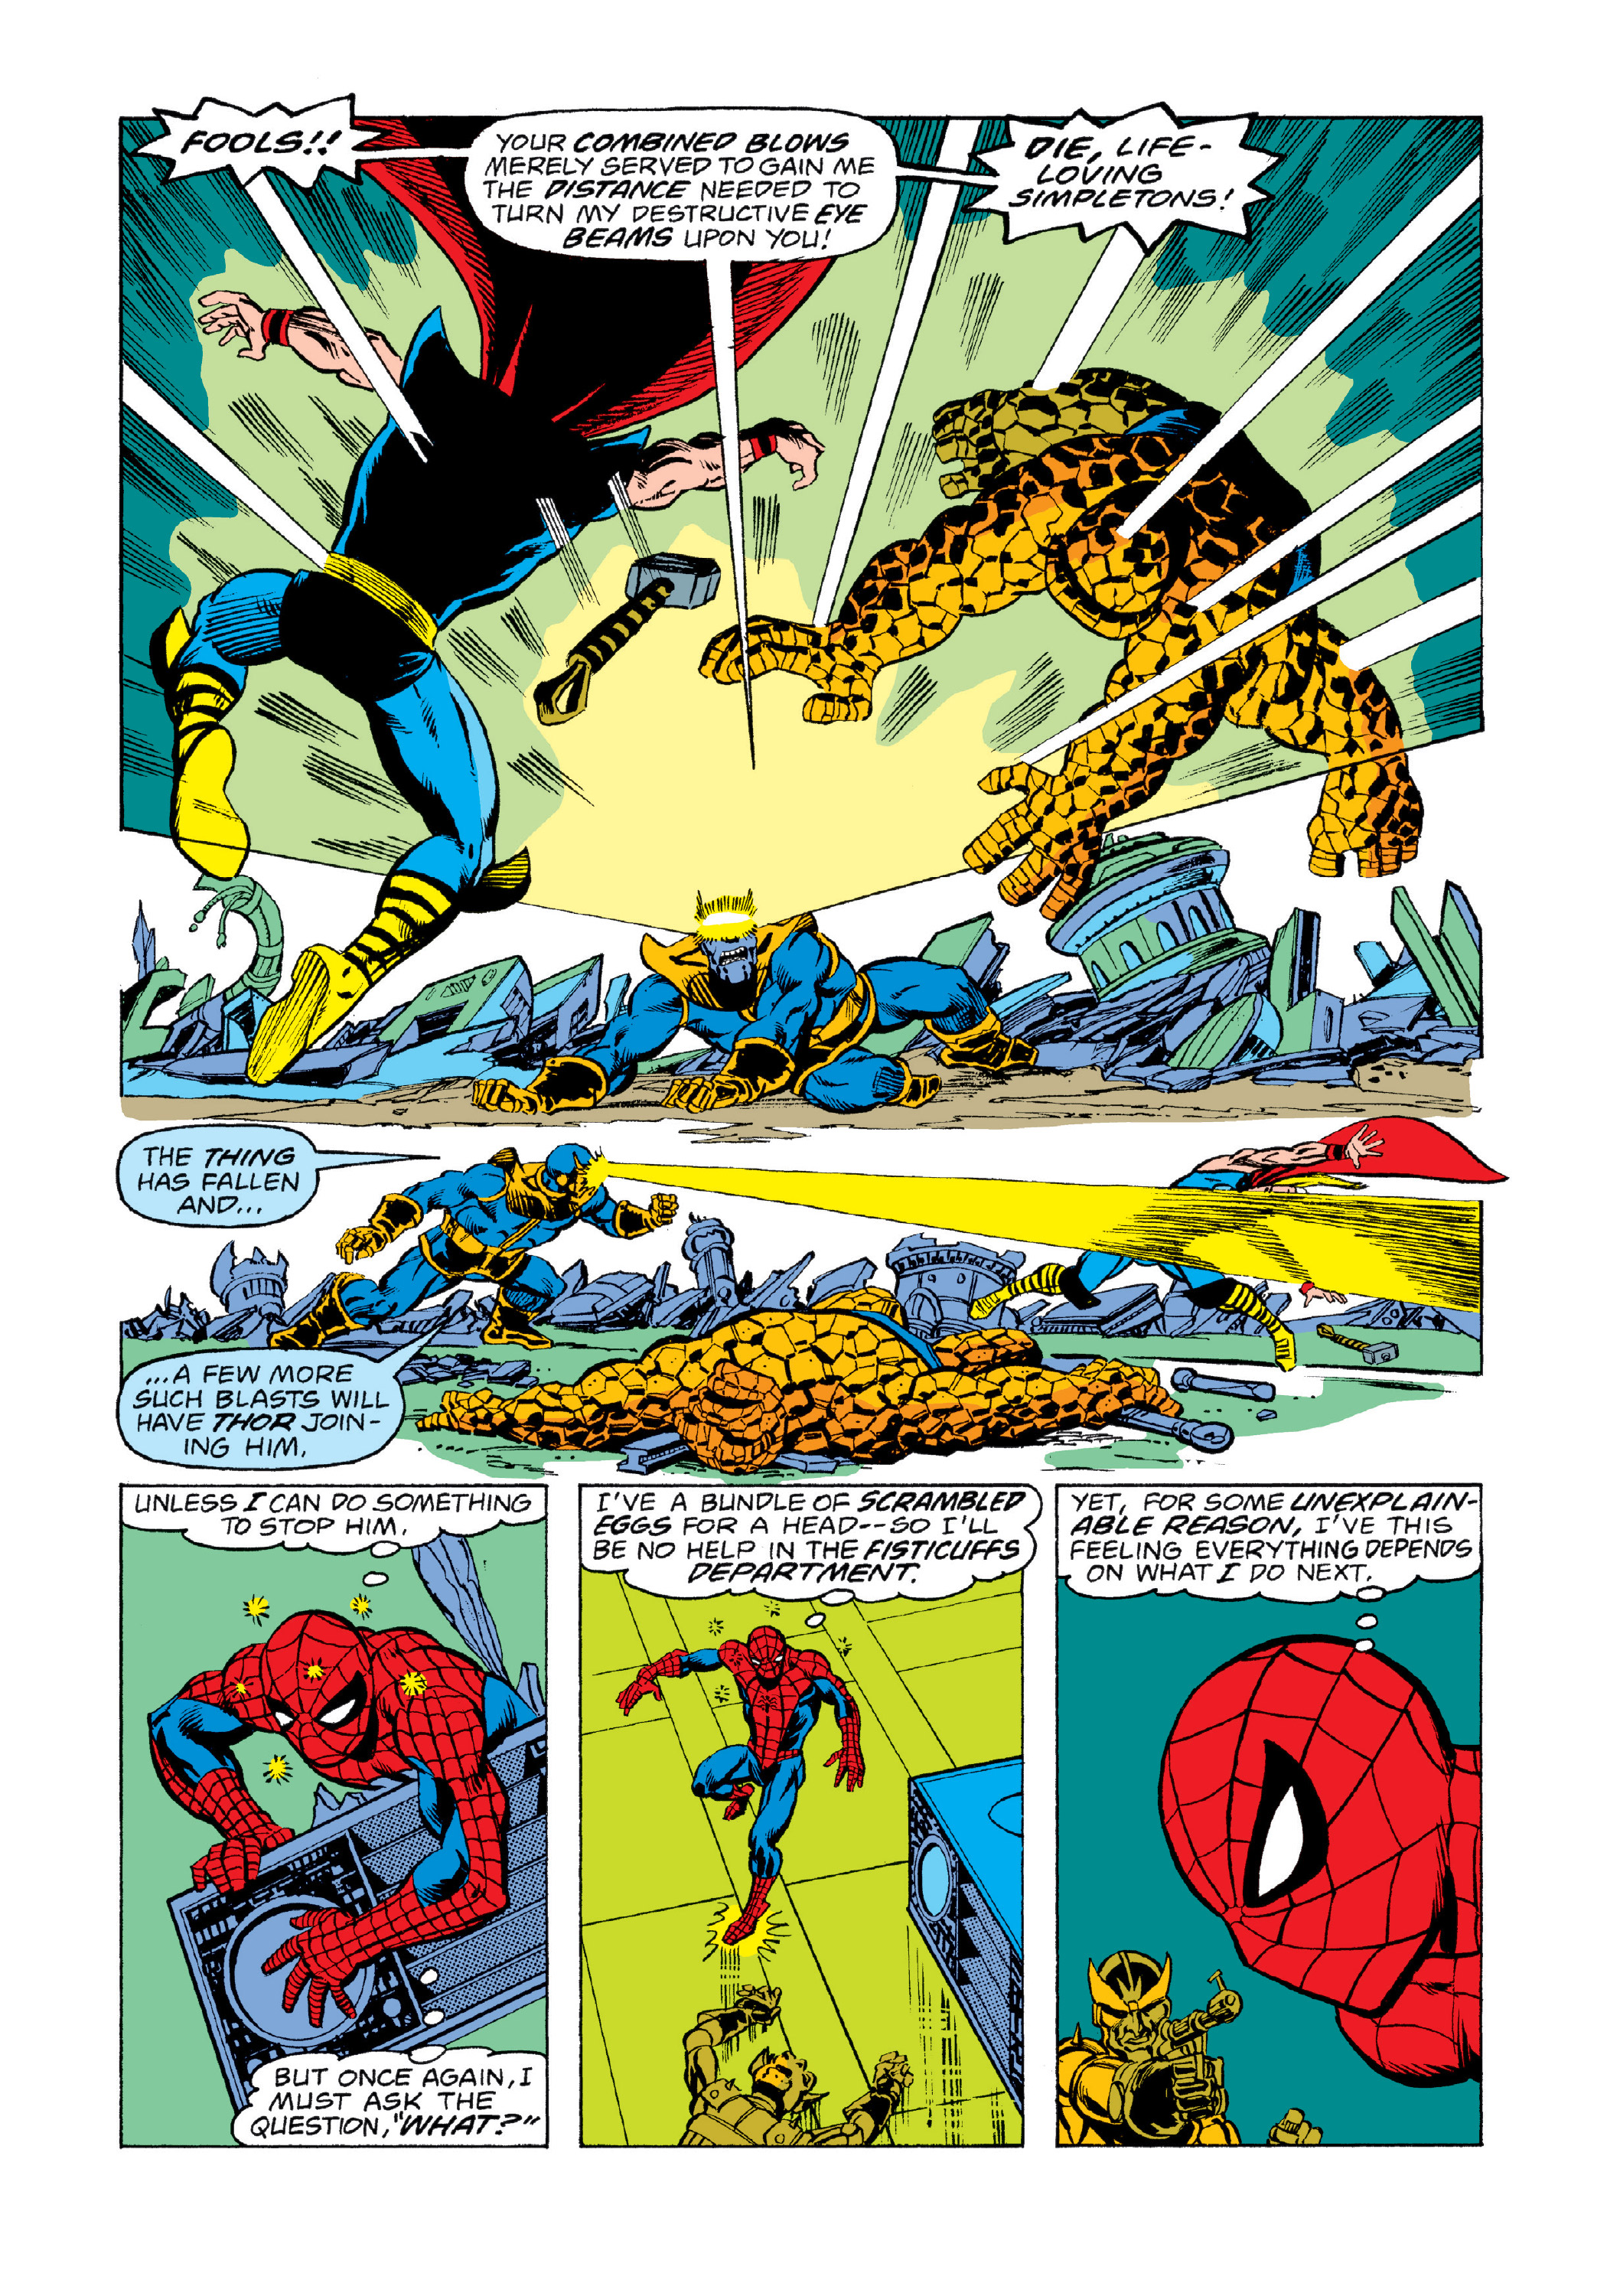 FOOLS!!
YOUR COMBINED BLOWS
MERELY SERVED TO GAIN ME
THE DISTANCE NEEDED TO
TURN MY DESTRUCTIVE EYE
BEAMS UPON YOU!
DIE, LIFE-
LOVING
SIMPLETONS!
THE THING
HAS FALLEN
AND...
...A FEW MORE
SUCH BLASTS WILL
HAVE THOR JOIN-
ING HIM.
UNLESS I CAN DO SOMETHING
TO STOP HIM.
BUT ONCE AGAIN, I
MUST ASK THE
QUESTION, "WHAT?"
I'VE A BUNDLE OF SCRAMBLED
EGGS FOR A HEAD--SO I'LL
BE NO HELP IN THE FISTICUFFS
DEPARTMENT.
YET, FOR SOME UNEXPLAIN-
ABLE REASON, I'VE THIS
FEELING EVERYTHING DEPENDS
ON WHAT I DO NEXT.